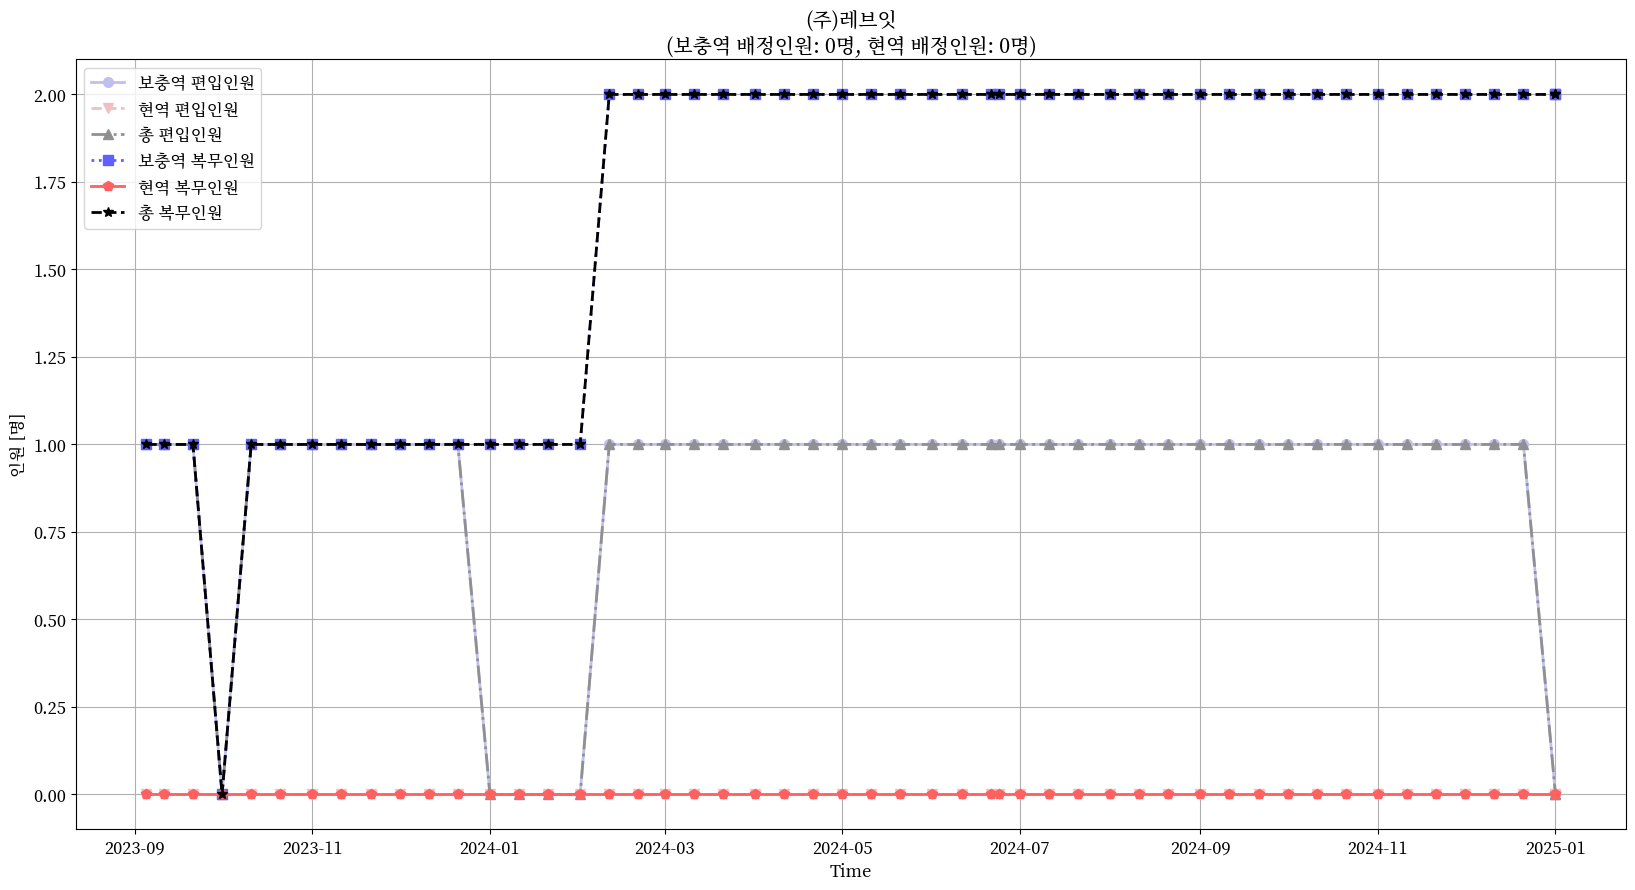 (주)레브잇
(보충역 배정인원: 0명, 현역 배정인원: 0명)
보충역 편입인원
현역 편입인원
총 편입인원
보충역 복무인원
현역 복무인원
총 복무인원
인원 [명]
2.00
1.75
1.50
1.25
1.00
0.75
0.50
0.25
0.00
2023-09
2023-11
2024-01
2024-03
2024-05
2024-07
2024-09
2024-11
2025-01
Time